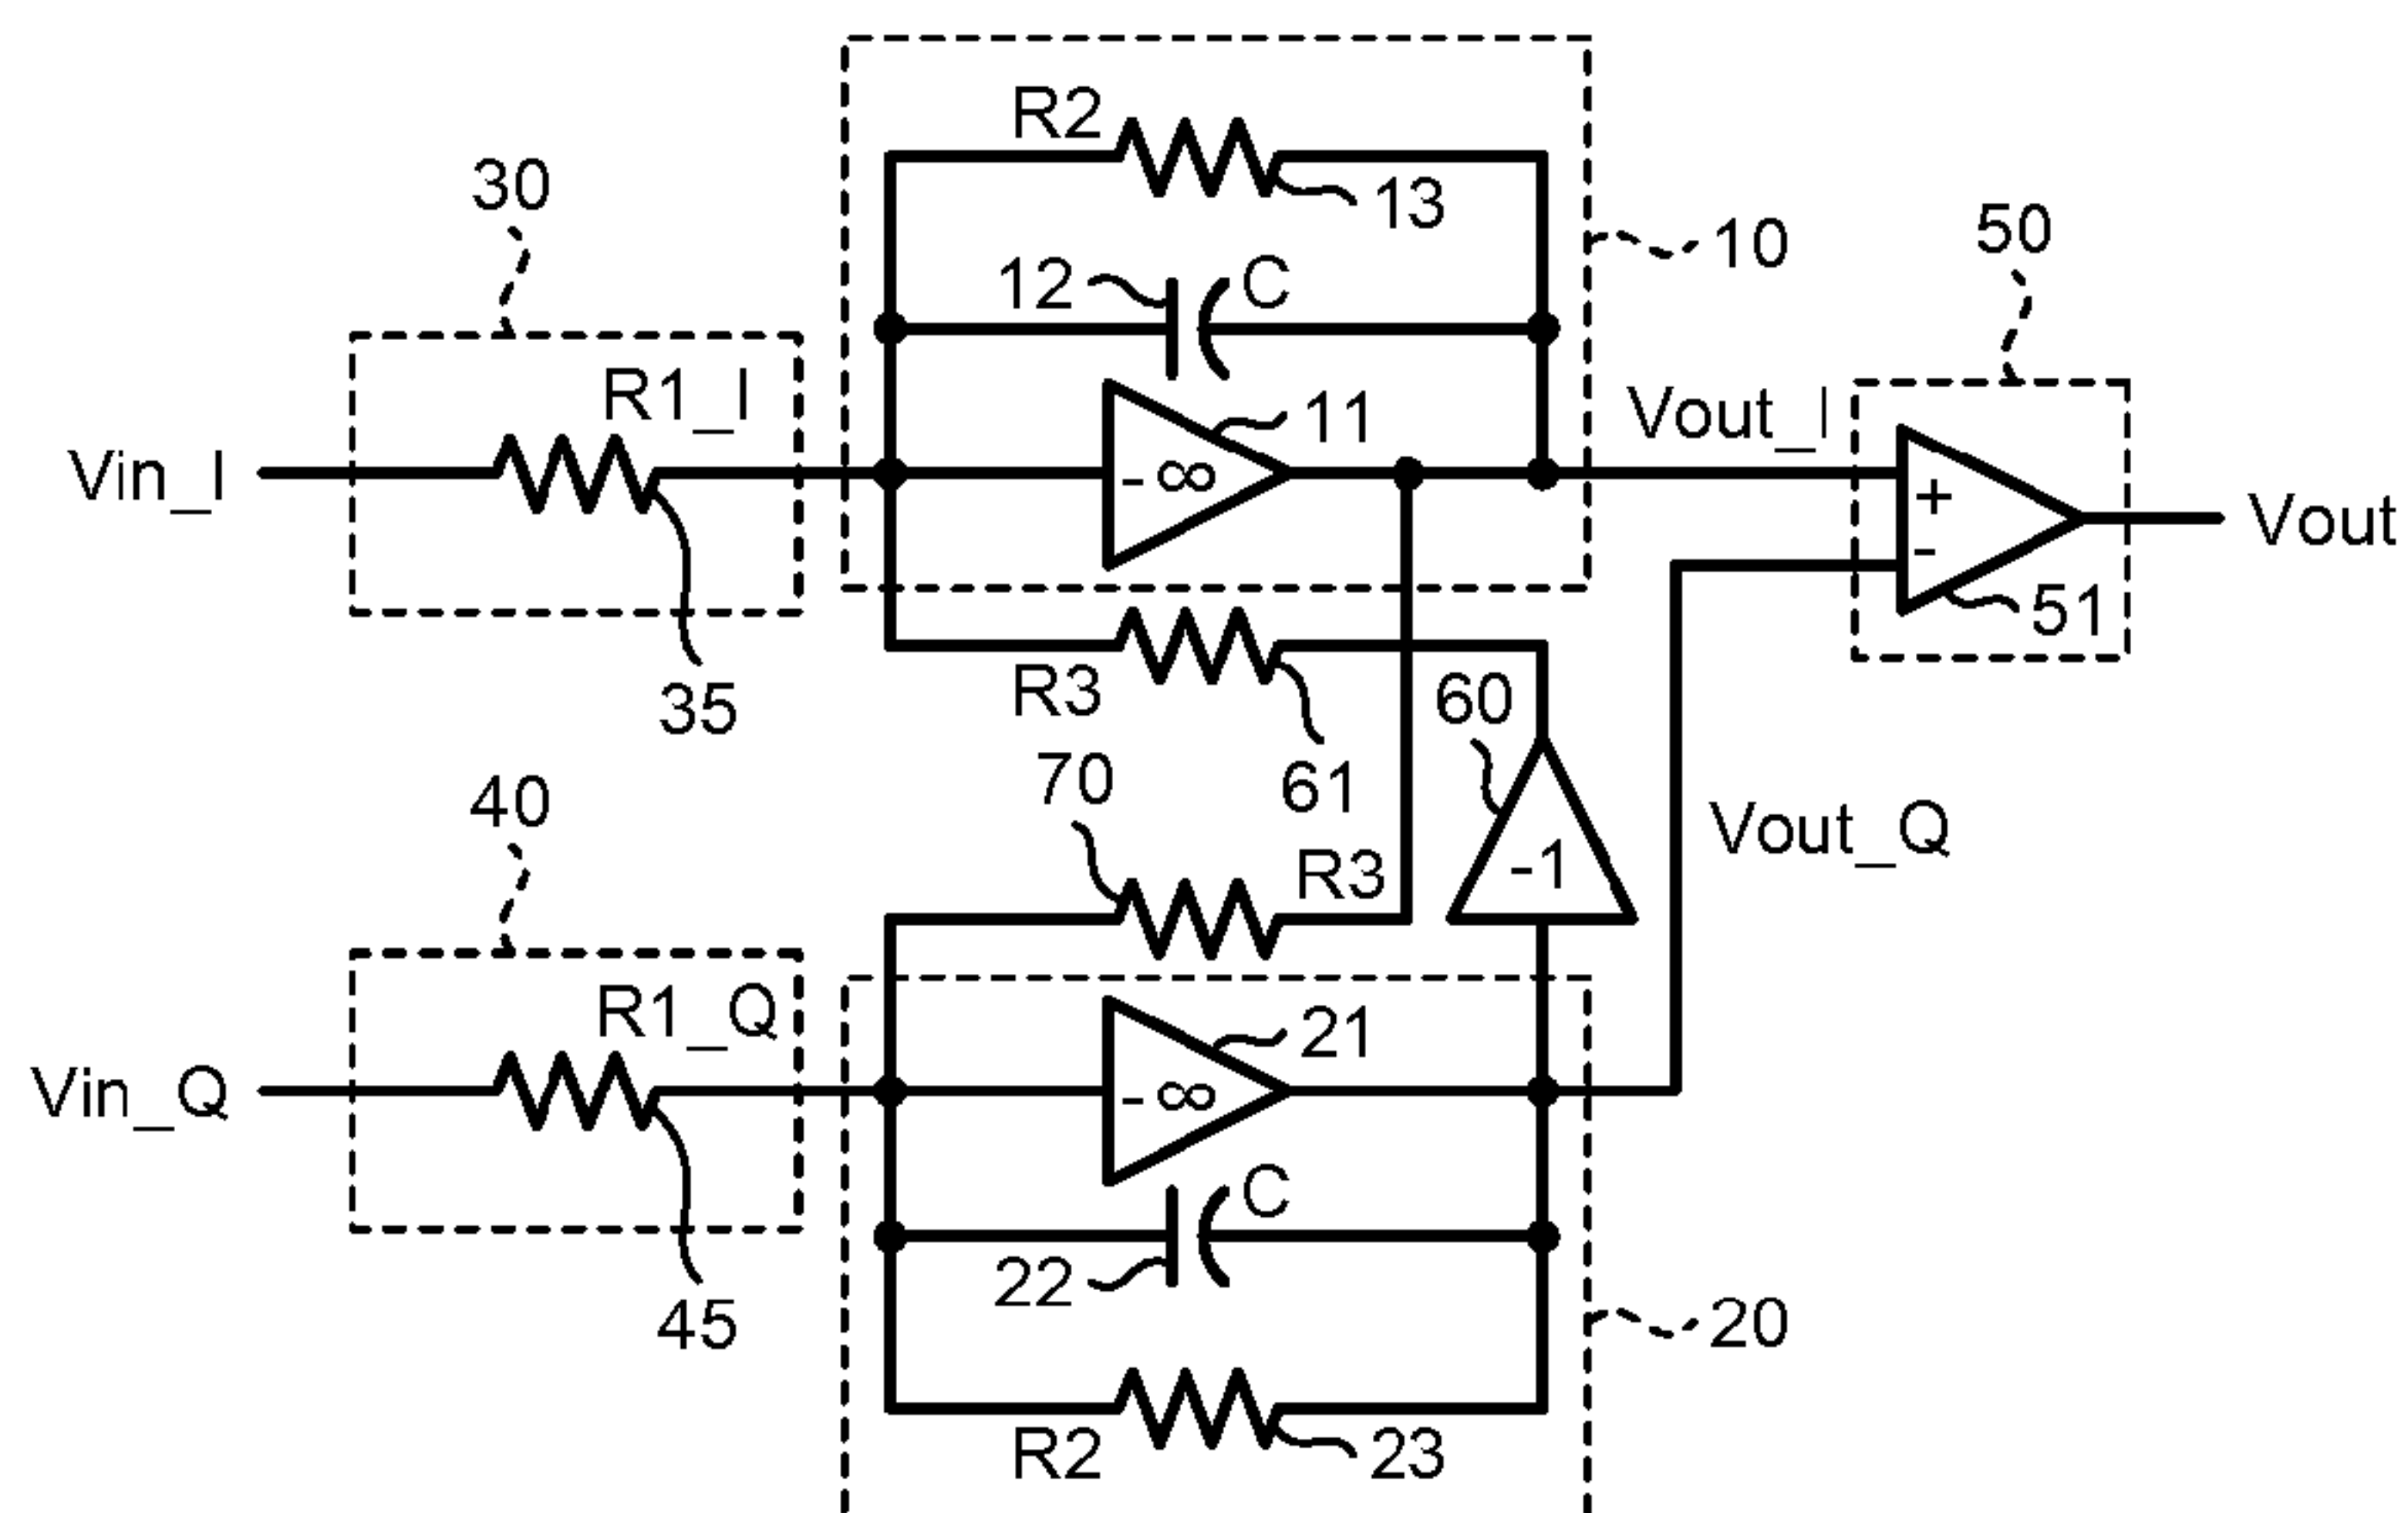 R2
13
10
30
50
12
C
R1_I
11
Vout_I
Vin_I
- ∞
+
-
Vout
51
35
R3
60
61
70
40
R3
-1
Vout_Q
R1_Q
21
Vin_Q
- ∞
C
22
45
20
R2
23